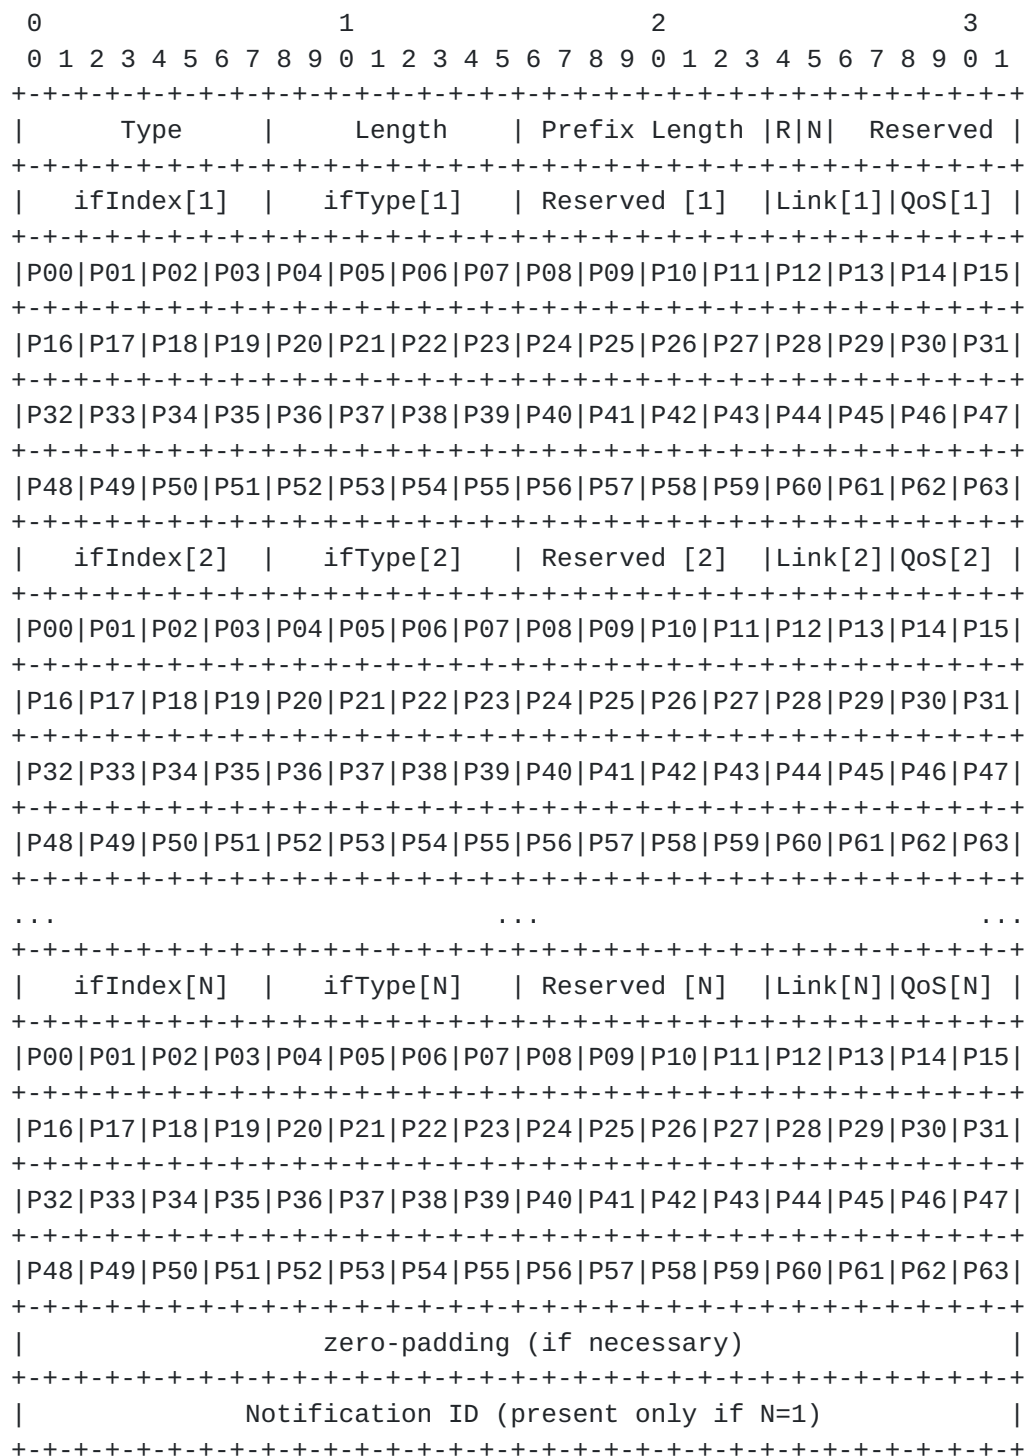 0                   1                   2                   3
 0 1 2 3 4 5 6 7 8 9 0 1 2 3 4 5 6 7 8 9 0 1 2 3 4 5 6 7 8 9 0 1
+-+-+-+-+-+-+-+-+-+-+-+-+-+-+-+-+-+-+-+-+-+-+-+-+-+-+-+-+-+-+-+-+
|      Type     |     Length    | Prefix Length |R|N|  Reserved |
+-+-+-+-+-+-+-+-+-+-+-+-+-+-+-+-+-+-+-+-+-+-+-+-+-+-+-+-+-+-+-+-+
|   ifIndex[1]  |   ifType[1]   | Reserved [1]  |Link[1]|QoS[1] |
+-+-+-+-+-+-+-+-+-+-+-+-+-+-+-+-+-+-+-+-+-+-+-+-+-+-+-+-+-+-+-+-+
|P00|P01|P02|P03|P04|P05|P06|P07|P08|P09|P10|P11|P12|P13|P14|P15|
+-+-+-+-+-+-+-+-+-+-+-+-+-+-+-+-+-+-+-+-+-+-+-+-+-+-+-+-+-+-+-+-+
|P16|P17|P18|P19|P20|P21|P22|P23|P24|P25|P26|P27|P28|P29|P30|P31|
+-+-+-+-+-+-+-+-+-+-+-+-+-+-+-+-+-+-+-+-+-+-+-+-+-+-+-+-+-+-+-+-+
|P32|P33|P34|P35|P36|P37|P38|P39|P40|P41|P42|P43|P44|P45|P46|P47|
+-+-+-+-+-+-+-+-+-+-+-+-+-+-+-+-+-+-+-+-+-+-+-+-+-+-+-+-+-+-+-+-+
|P48|P49|P50|P51|P52|P53|P54|P55|P56|P57|P58|P59|P60|P61|P62|P63|
+-+-+-+-+-+-+-+-+-+-+-+-+-+-+-+-+-+-+-+-+-+-+-+-+-+-+-+-+-+-+-+-+
|   ifIndex[2]  |   ifType[2]   | Reserved [2]  |Link[2]|QoS[2] |
+-+-+-+-+-+-+-+-+-+-+-+-+-+-+-+-+-+-+-+-+-+-+-+-+-+-+-+-+-+-+-+-+
|P00|P01|P02|P03|P04|P05|P06|P07|P08|P09|P10|P11|P12|P13|P14|P15|
+-+-+-+-+-+-+-+-+-+-+-+-+-+-+-+-+-+-+-+-+-+-+-+-+-+-+-+-+-+-+-+-+
|P16|P17|P18|P19|P20|P21|P22|P23|P24|P25|P26|P27|P28|P29|P30|P31|
+-+-+-+-+-+-+-+-+-+-+-+-+-+-+-+-+-+-+-+-+-+-+-+-+-+-+-+-+-+-+-+-+
|P32|P33|P34|P35|P36|P37|P38|P39|P40|P41|P42|P43|P44|P45|P46|P47|
+-+-+-+-+-+-+-+-+-+-+-+-+-+-+-+-+-+-+-+-+-+-+-+-+-+-+-+-+-+-+-+-+
|P48|P49|P50|P51|P52|P53|P54|P55|P56|P57|P58|P59|P60|P61|P62|P63|
+-+-+-+-+-+-+-+-+-+-+-+-+-+-+-+-+-+-+-+-+-+-+-+-+-+-+-+-+-+-+-+-+
...                            ...                            ...
+-+-+-+-+-+-+-+-+-+-+-+-+-+-+-+-+-+-+-+-+-+-+-+-+-+-+-+-+-+-+-+-+
|   ifIndex[N]  |   ifType[N]   | Reserved [N]  |Link[N]|QoS[N] |
+-+-+-+-+-+-+-+-+-+-+-+-+-+-+-+-+-+-+-+-+-+-+-+-+-+-+-+-+-+-+-+-+
|P00|P01|P02|P03|P04|P05|P06|P07|P08|P09|P10|P11|P12|P13|P14|P15|
+-+-+-+-+-+-+-+-+-+-+-+-+-+-+-+-+-+-+-+-+-+-+-+-+-+-+-+-+-+-+-+-+
|P16|P17|P18|P19|P20|P21|P22|P23|P24|P25|P26|P27|P28|P29|P30|P31|
+-+-+-+-+-+-+-+-+-+-+-+-+-+-+-+-+-+-+-+-+-+-+-+-+-+-+-+-+-+-+-+-+
|P32|P33|P34|P35|P36|P37|P38|P39|P40|P41|P42|P43|P44|P45|P46|P47|
+-+-+-+-+-+-+-+-+-+-+-+-+-+-+-+-+-+-+-+-+-+-+-+-+-+-+-+-+-+-+-+-+
|P48|P49|P50|P51|P52|P53|P54|P55|P56|P57|P58|P59|P60|P61|P62|P63|
+-+-+-+-+-+-+-+-+-+-+-+-+-+-+-+-+-+-+-+-+-+-+-+-+-+-+-+-+-+-+-+-+
|                   zero-padding (if necessary)                 |
+-+-+-+-+-+-+-+-+-+-+-+-+-+-+-+-+-+-+-+-+-+-+-+-+-+-+-+-+-+-+-+-+
|              Notification ID (present only if N=1)            |
+-+-+-+-+-+-+-+-+-+-+-+-+-+-+-+-+-+-+-+-+-+-+-+-+-+-+-+-+-+-+-+-+